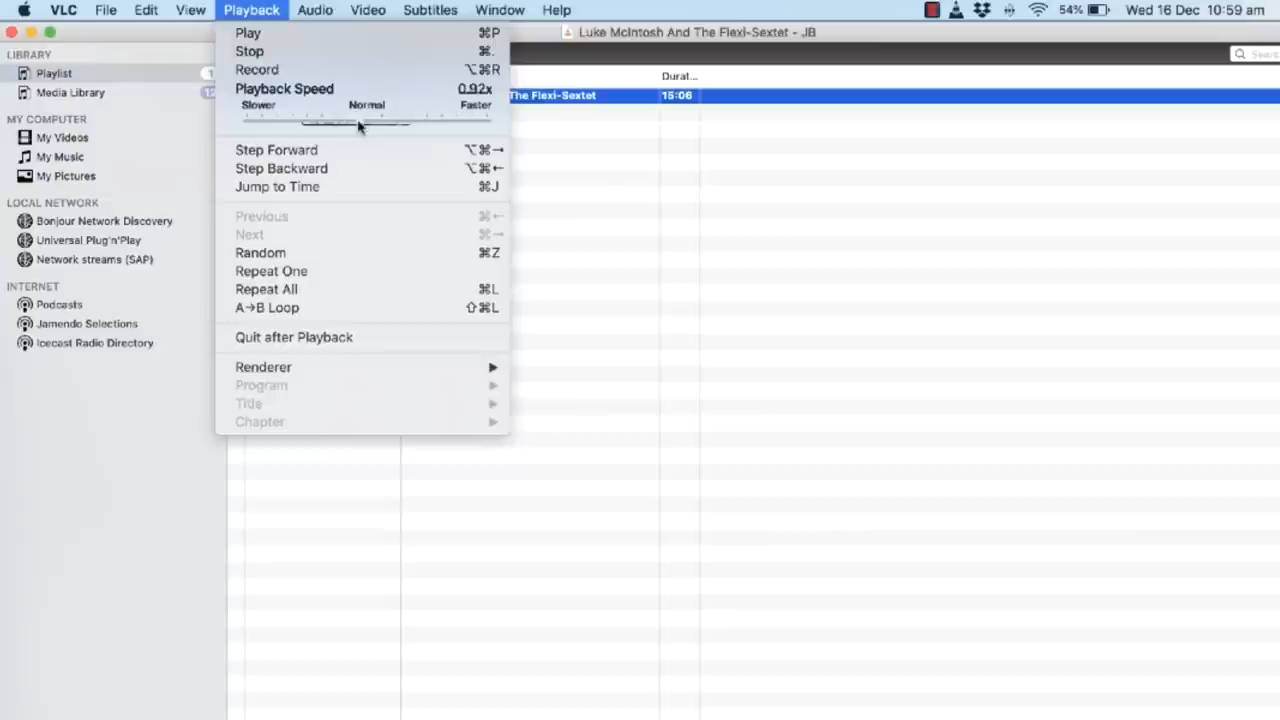 VLC File Edit View Playback Audio Video Subtitles Window Help 54% Wed 16 Dec 10:59 am
Luke McIntosh And The Flexi-Sextet - JB
LIBRARY
Playlist 1
Media Library
MY COMPUTER
My Videos
My Music
My Pictures
LOCAL NETWORK
Bonjour Network Discovery
Universal Plug'n'Play
Network streams (SAP)
INTERNET
Podcasts
Jamendo Selections
Icecast Radio Directory
Play ⌘P
Stop ⌘.
Record ⌥⌘R
Playback Speed 0.92x
Slower Normal Faster
Step Forward ⌥⌘→
Step Backward ⌥⌘←
Jump to Time ⌘J
Previous ⌘←
Next ⌘→
Random ⌘Z
Repeat One
Repeat All ⌘L
A→B Loop ⇧⌘L
Quit after Playback
Renderer
Program
Title
Chapter
Durat...
The Flexi-Sextet 15:06